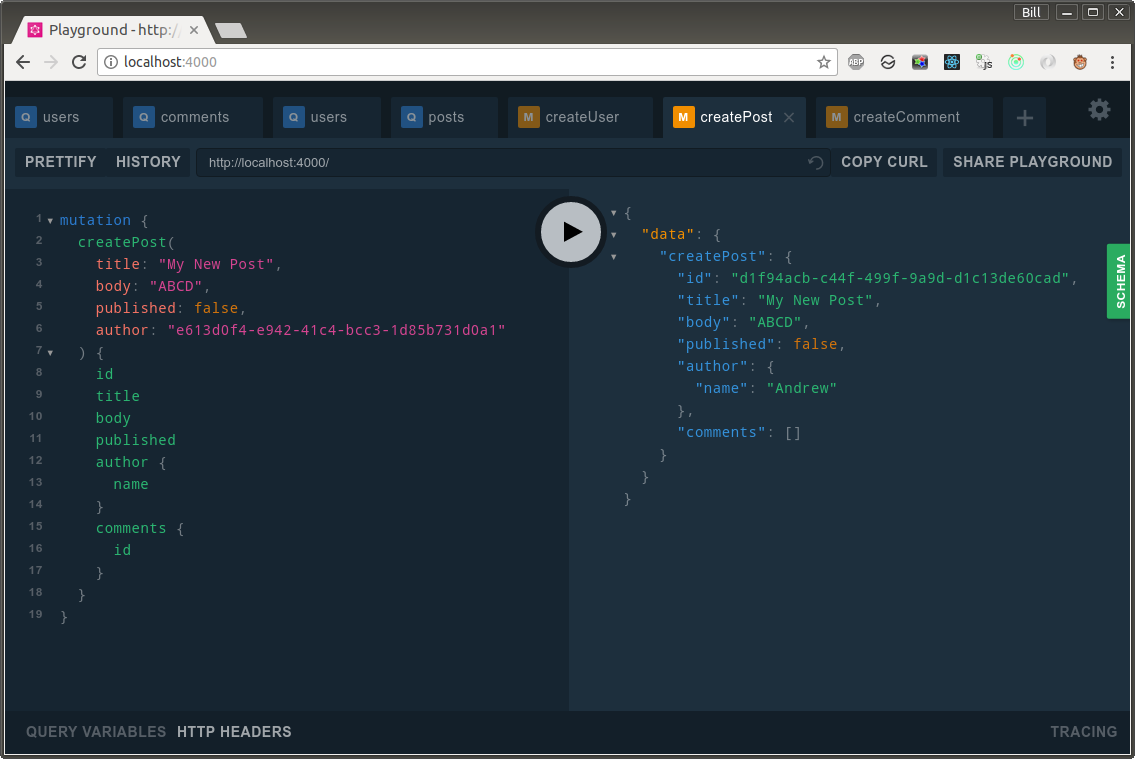 Bill
Playground - http:/
localhost:4000
ABP
JS
Q users
Q comments
Q users
Q posts
M createUser
M createPost
M createComment
PRETTIFY HISTORY http://localhost:4000/ COPY CURL SHARE PLAYGROUND
1 mutation {
2 createPost(
3 title: "My New Post",
4 body: "ABCD",
5 published: false,
6 author: "e613d0f4-e942-41c4-bcc3-1d85b731d0a1"
7 ) {
8 id
9 title
10 body
11 published
12 author {
13 name
14 }
15 comments {
16 id
17 }
18 }
19 }
{
"data": {
"createPost": {
"id": "d1f94acb-c44f-499f-9a9d-d1c13de60cad",
"title": "My New Post",
"body": "ABCD",
"published": false,
"author": {
"name": "Andrew"
},
"comments": []
}
}
}
SCHEMA
QUERY VARIABLES HTTP HEADERS
TRACING